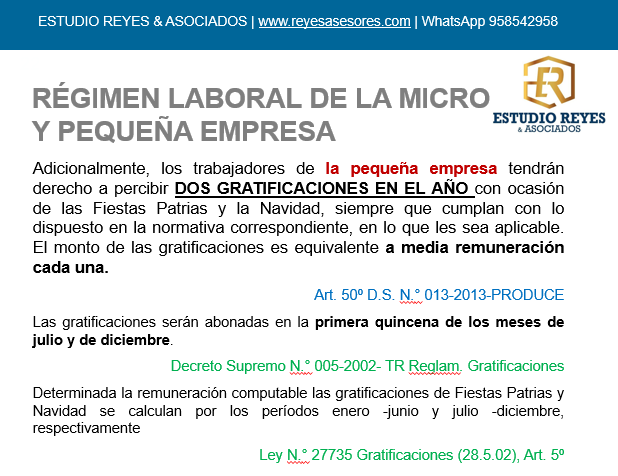 ESTUDIO REYES & ASOCIADOS | www.reyesasesores.com | WhatsApp 958542958
RÉGIMEN LABORAL DE LA MICRO
Y PEQUEÑA EMPRESA
ER
ESTUDIO REYES
& ASOCIADOS
Adicionalmente, los trabajadores de la pequeña empresa tendrán
derecho a percibir DOS GRATIFICACIONES EN EL AÑO con ocasión
de las Fiestas Patrias y la Navidad, siempre que cumplan con lo
dispuesto en la normativa correspondiente, en lo que les sea aplicable.
El monto de las gratificaciones es equivalente a media remuneración
cada una.
Art. 50º D.S. N.° 013-2013-PRODUCE
Las gratificaciones serán abonadas en la primera quincena de los meses de
julio y de diciembre.
Decreto Supremo N.° 005-2002- TR Reglam. Gratificaciones
Determinada la remuneración computable las gratificaciones de Fiestas Patrias y
Navidad se calculan por los períodos enero -junio y julio -diciembre,
respectivamente
Ley N.° 27735 Gratificaciones (28.5.02), Art. 5º